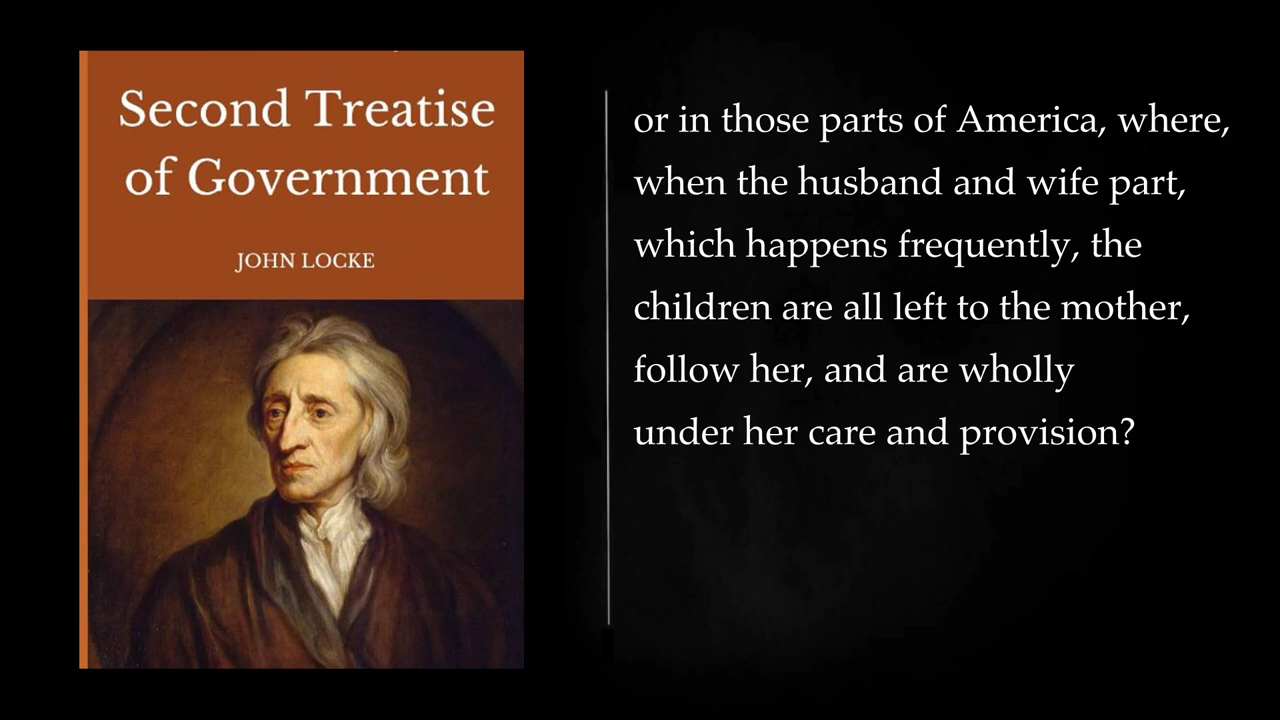 Second Treatise
of Government
JOHN LOCKE
or in those parts of America, where,
when the husband and wife part,
which happens frequently, the
children are all left to the mother,
follow her, and are wholly
under her care and provision?